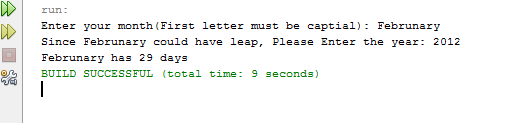 run:
Enter your month(First letter must be captial): Februnary
Since Februnary could have leap, Please Enter the year: 2012
Februnary has 29 days
BUILD SUCCESSFUL (total time: 9 seconds)